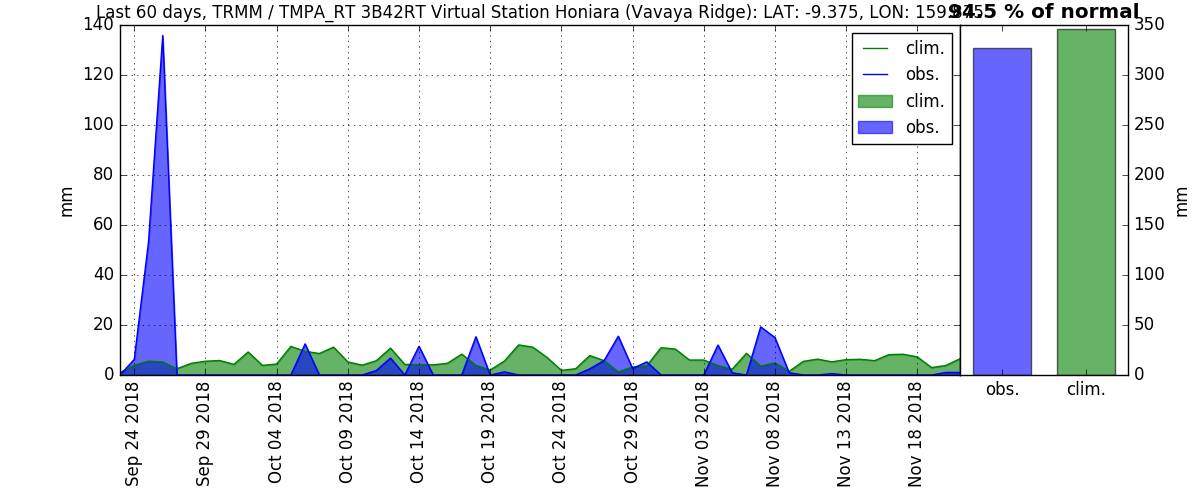 Last 60 days, TRMM / TMPA_RT 3B42RT Virtual Station Honiara (Vavaya Ridge): LAT: -9.375, LON: 159.875
94.5 % of normal
140
120
100
80
60
40
20
0
mm
clim.
obs.
clim.
obs.
Sep 24 2018
Sep 29 2018
Oct 04 2018
Oct 09 2018
Oct 14 2018
Oct 19 2018
Oct 24 2018
Oct 29 2018
Nov 03 2018
Nov 08 2018
Nov 13 2018
Nov 18 2018
350
300
250
200
150
100
50
0
mm
obs. clim.